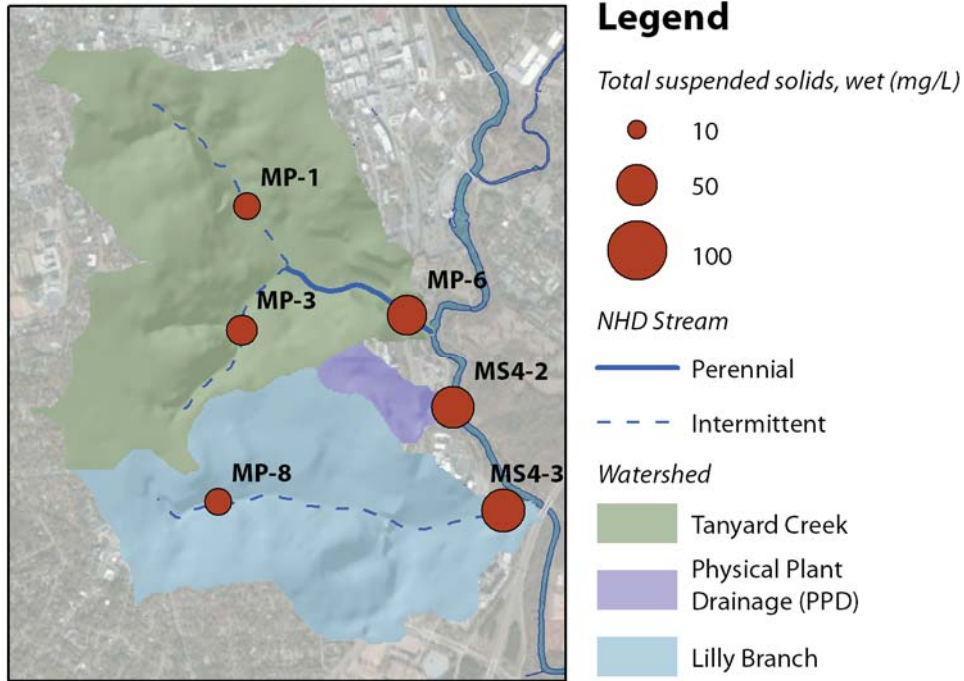 MP-1
MP-6
MP-3
MS4-2
MP-8
MS4-3
Legend
Total suspended solids, wet (mg/L)
10
50
100
NHD Stream
Perennial
Intermittent
Watershed
Tanyard Creek
Physical Plant
Drainage (PPD)
Lilly Branch